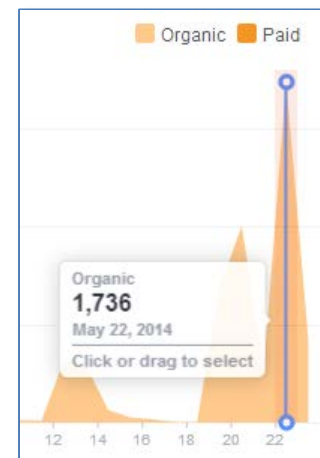 Organic Paid
Organic
1,736
May 22, 2014
Click or drag to select
12 14 16 18 20 22